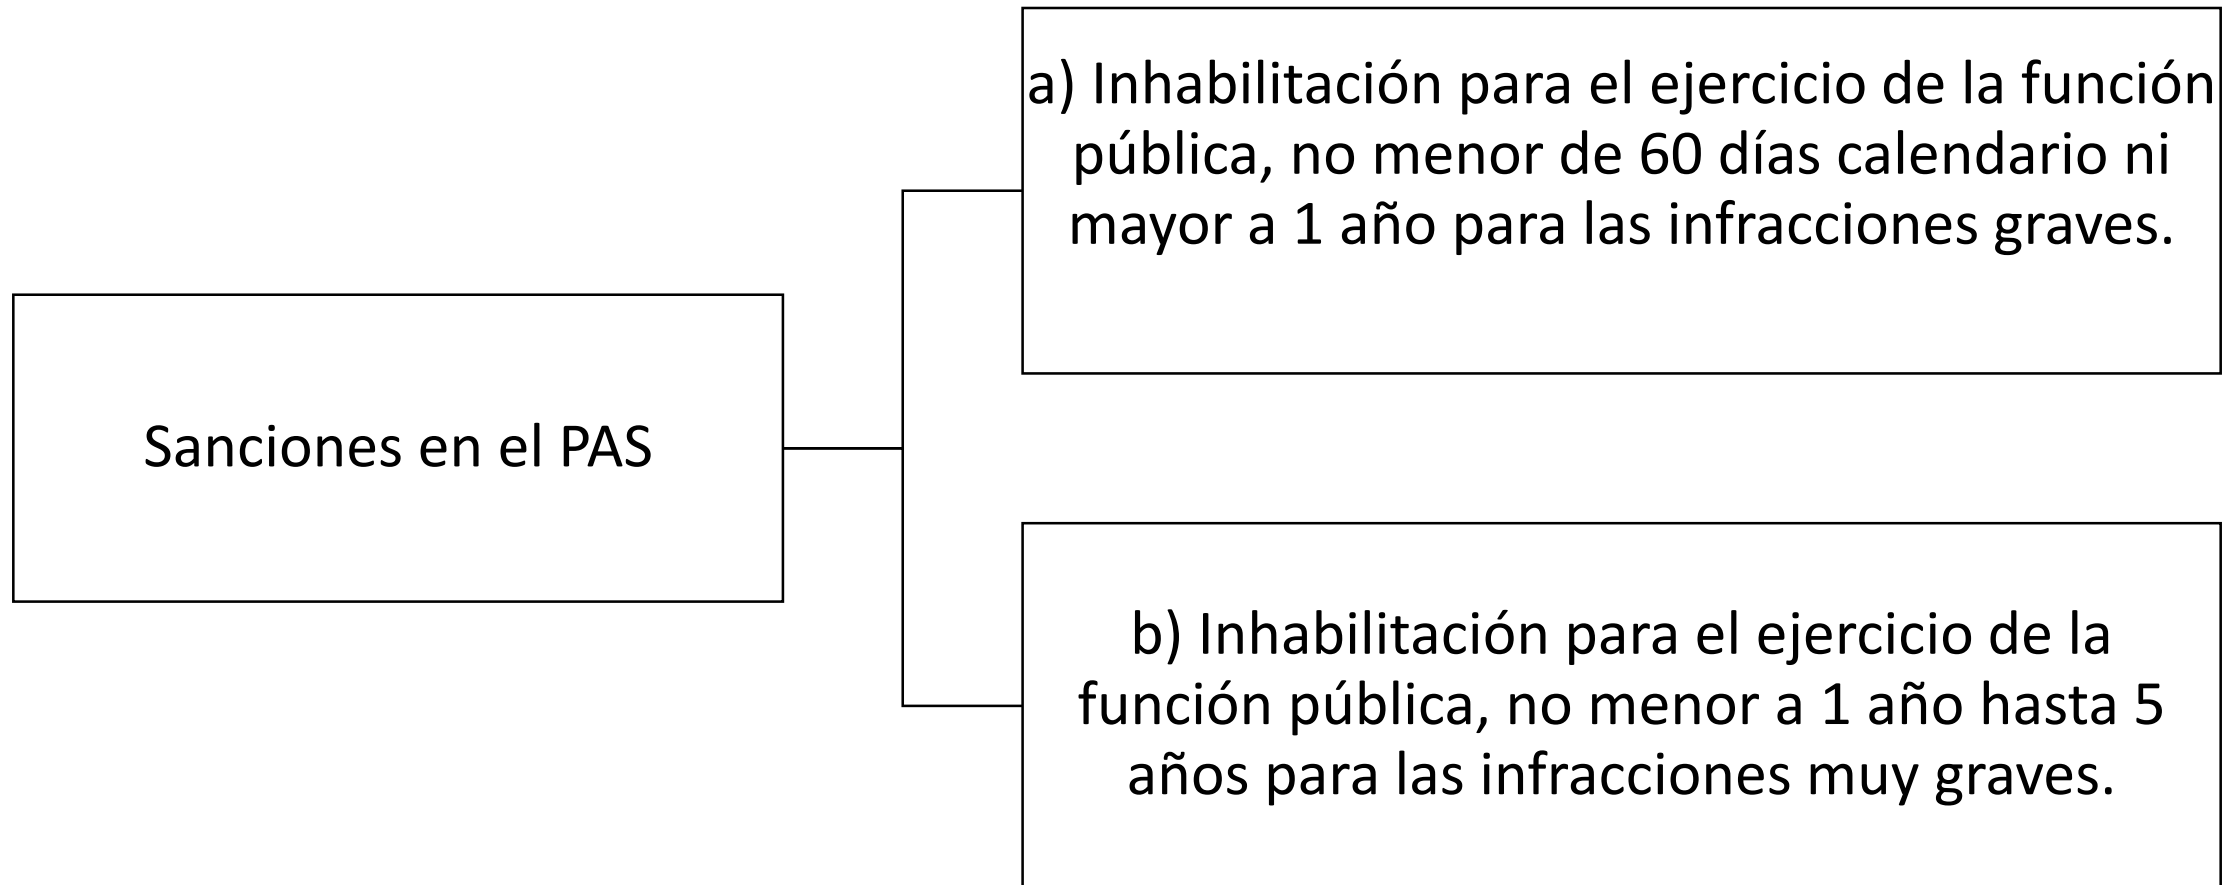 a) Inhabilitación para el ejercicio de la función
pública, no menor de 60 días calendario ni
mayor a 1 año para las infracciones graves.
Sanciones en el PAS
b) Inhabilitación para el ejercicio de la
función pública, no menor a 1 año hasta 5
años para las infracciones muy graves.